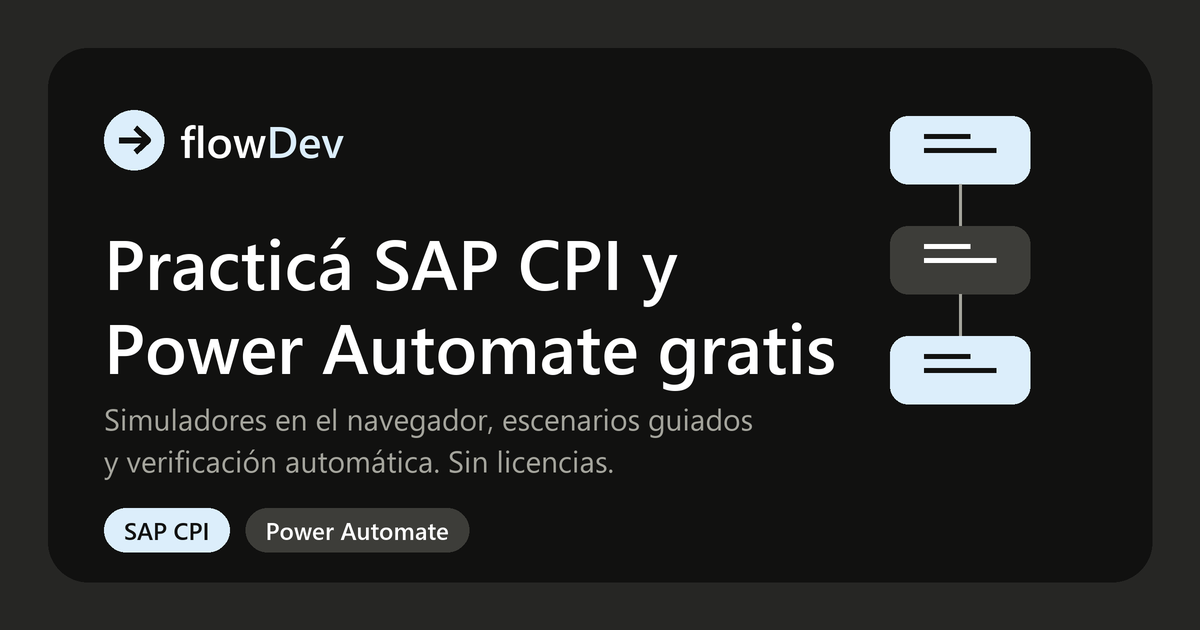 flowDev
Practicá SAP CPI y
Power Automate gratis
Simuladores en el navegador, escenarios guiados
y verificación automática. Sin licencias.
SAP CPI
Power Automate